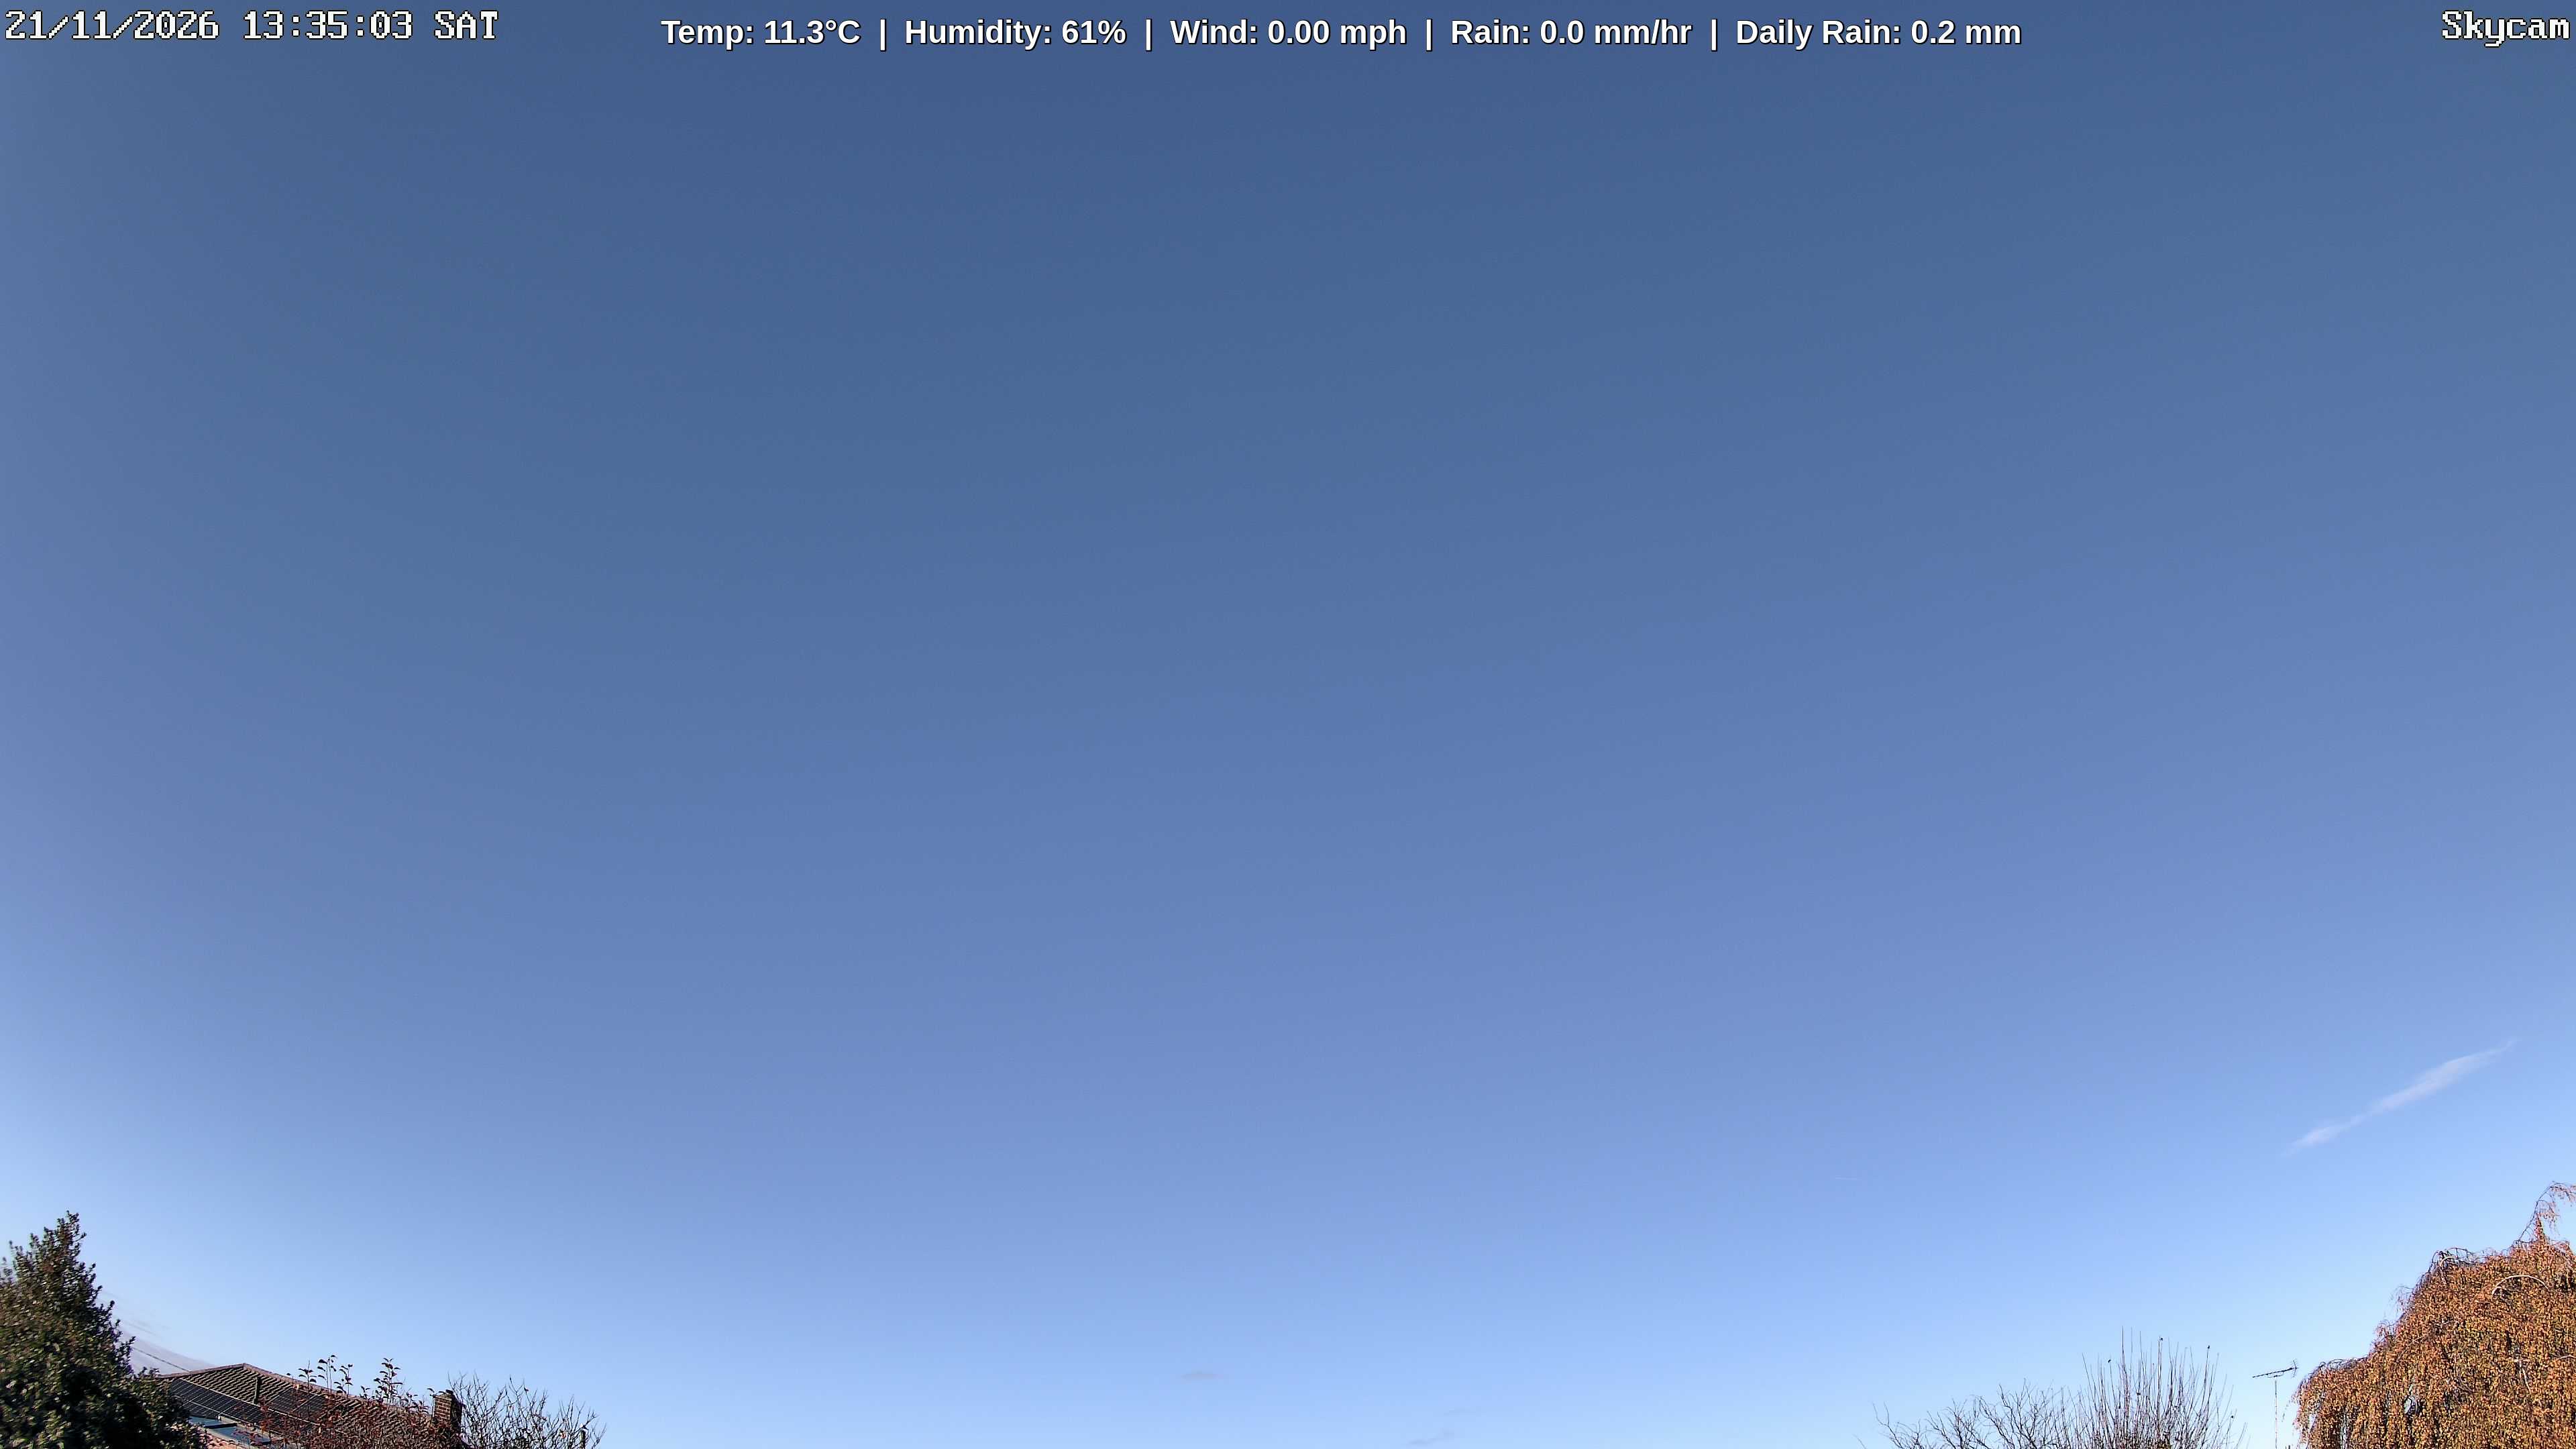 21/11/2026 13:35:03 SAT
Temp: 11.3°C | Humidity: 61% | Wind: 0.00 mph | Rain: 0.0 mm/hr | Daily Rain: 0.2 mm
Skycam